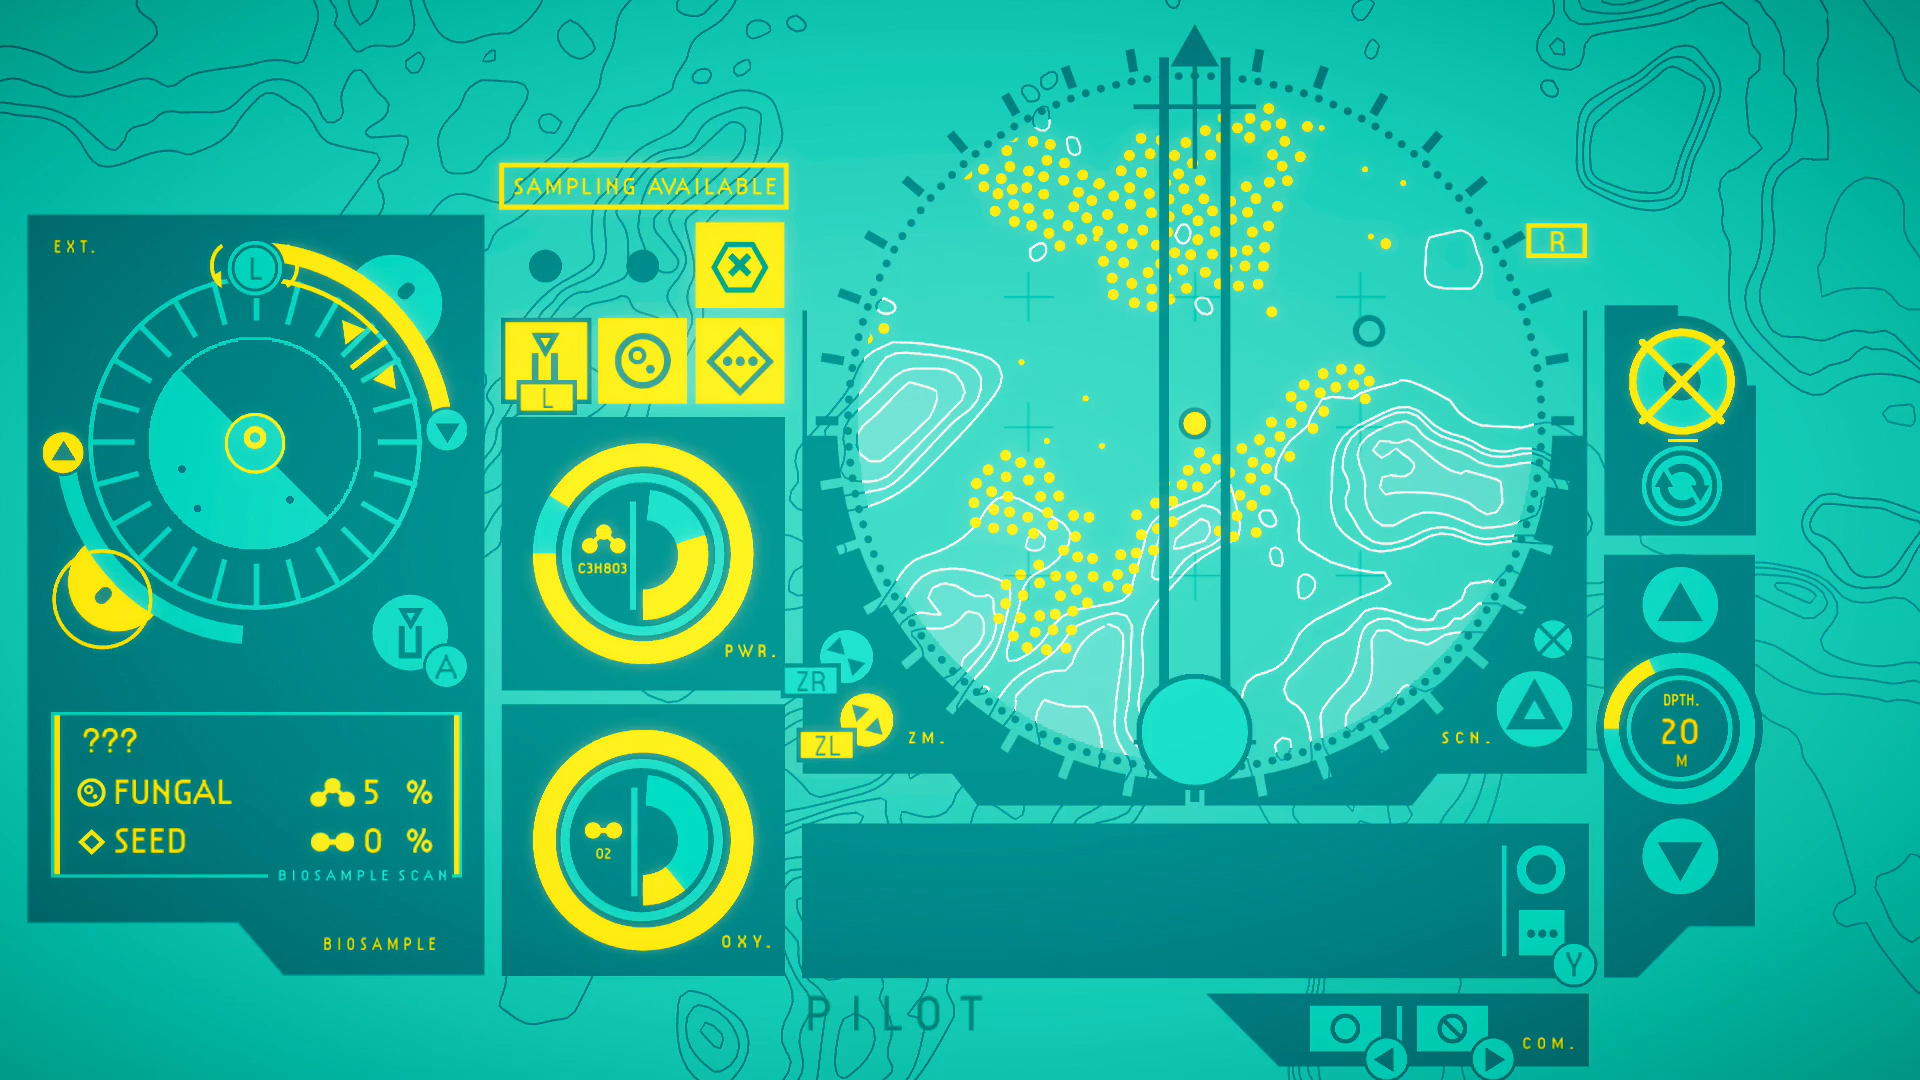 SAMPLING AVAILABLE
EXT.
L
R
L
C3H8O3
PWR.
A
ZR
ZL
ZM.
SCN.
DPTH.
20
M
???
FUNGAL 5 %
SEED 0 %
BIOSAMPLE SCAN
O2
OXY.
BIOSAMPLE
Y
PILOT
COM.